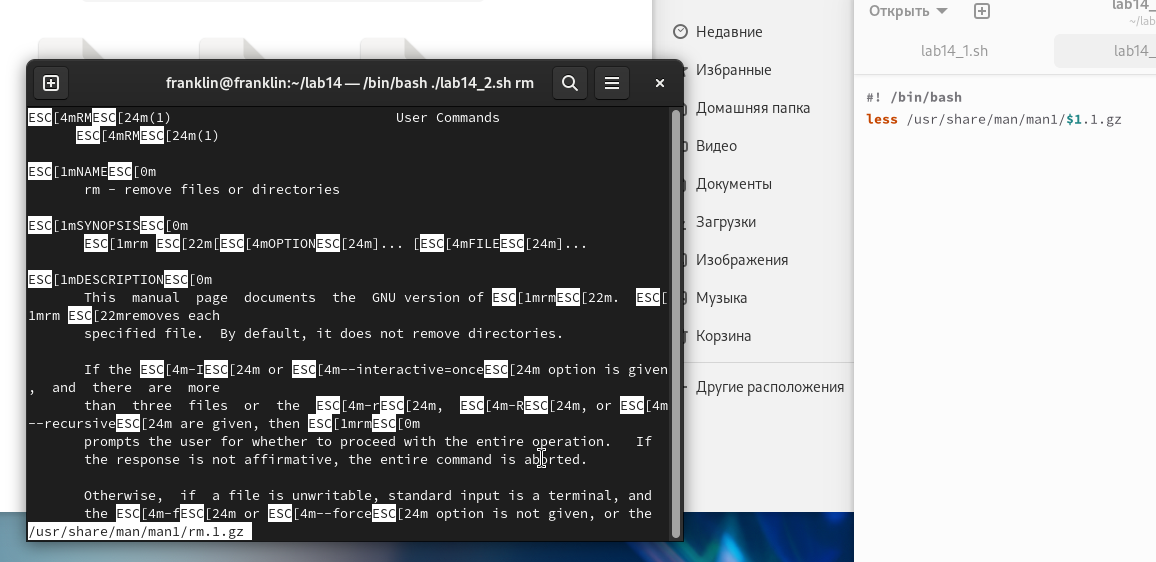 franklin@franklin:~/lab14 — /bin/bash ./lab14_2.sh rm
ESC[4mRMESC[24m(1) User Commands
ESC[4mRMESC[24m(1)
ESC[1mNAMEESC[0m
rm - remove files or directories
ESC[1mSYNOPSISESC[0m
ESC[1mrm ESC[22m[ESC[4mOPTIONESC[24m]... [ESC[4mFILEESC[24m]...
ESC[1mDESCRIPTIONESC[0m
This manual page documents the GNU version of ESC[1mrmESC[22m. ESC[
1mrm ESC[22mremoves each
specified file. By default, it does not remove directories.
If the ESC[4m-IESC[24m or ESC[4m--interactive=onceESC[24m option is given
, and there are more
than three files or the ESC[4m-rESC[24m, ESC[4m-RESC[24m, or ESC[4m
--recursiveESC[24m are given, then ESC[1mrmESC[0m
prompts the user for whether to proceed with the entire operation. If
the response is not affirmative, the entire command is aborted.
Otherwise, if a file is unwritable, standard input is a terminal, and
the ESC[4m-fESC[24m or ESC[4m--forceESC[24m option is not given, or the
/usr/share/man/man1/rm.1.gz
Недавние
Избранные
Домашняя папка
Видео
Документы
Загрузки
Изображения
Музыка
Корзина
Другие расположения
Открыть
lab14_
~/lab
lab14_1.sh
lab14_
#! /bin/bash
less /usr/share/man/man1/$1.1.gz